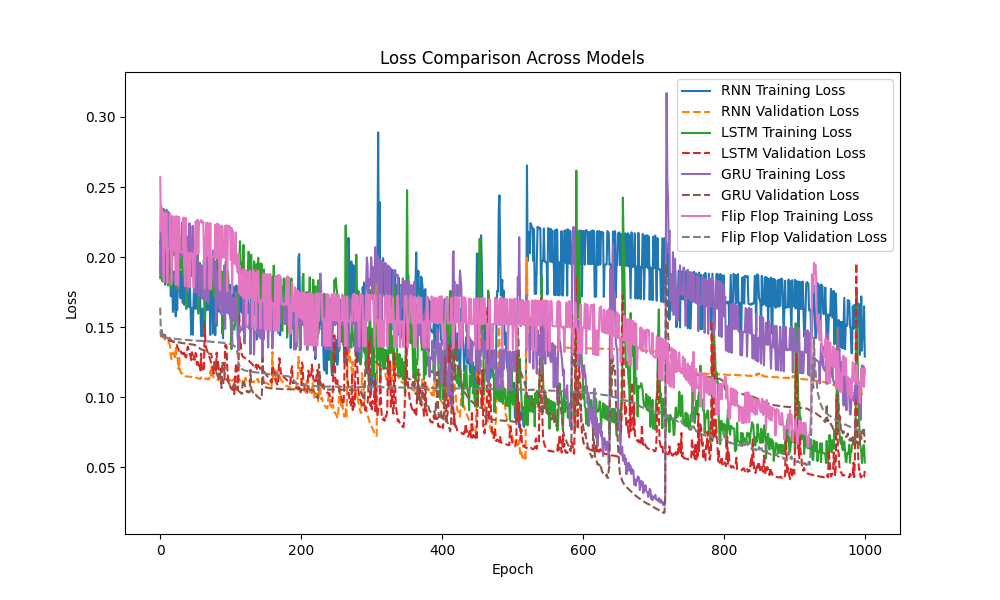 Loss Comparison Across Models
RNN Training Loss
RNN Validation Loss
LSTM Training Loss
LSTM Validation Loss
GRU Training Loss
GRU Validation Loss
Flip Flop Training Loss
Flip Flop Validation Loss
Loss
0.30
0.25
0.20
0.15
0.10
0.05
0 200 400 600 800 1000
Epoch